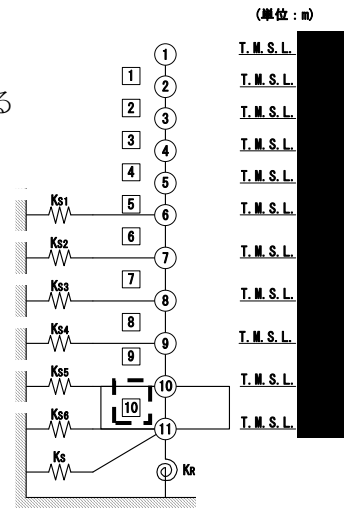 (単位：m)
① T.M.S.L.
1
② T.M.S.L.
る
2
③ T.M.S.L.
3
④ T.M.S.L.
4
⑤ T.M.S.L.
Ks1 5
⑥ T.M.S.L.
6
Ks2
⑦ T.M.S.L.
7
Ks3
⑧ T.M.S.L.
8
Ks4
⑨ T.M.S.L.
9
Ks5
⑩ T.M.S.L.
10
Ks6
⑪ T.M.S.L.
Ks
KR